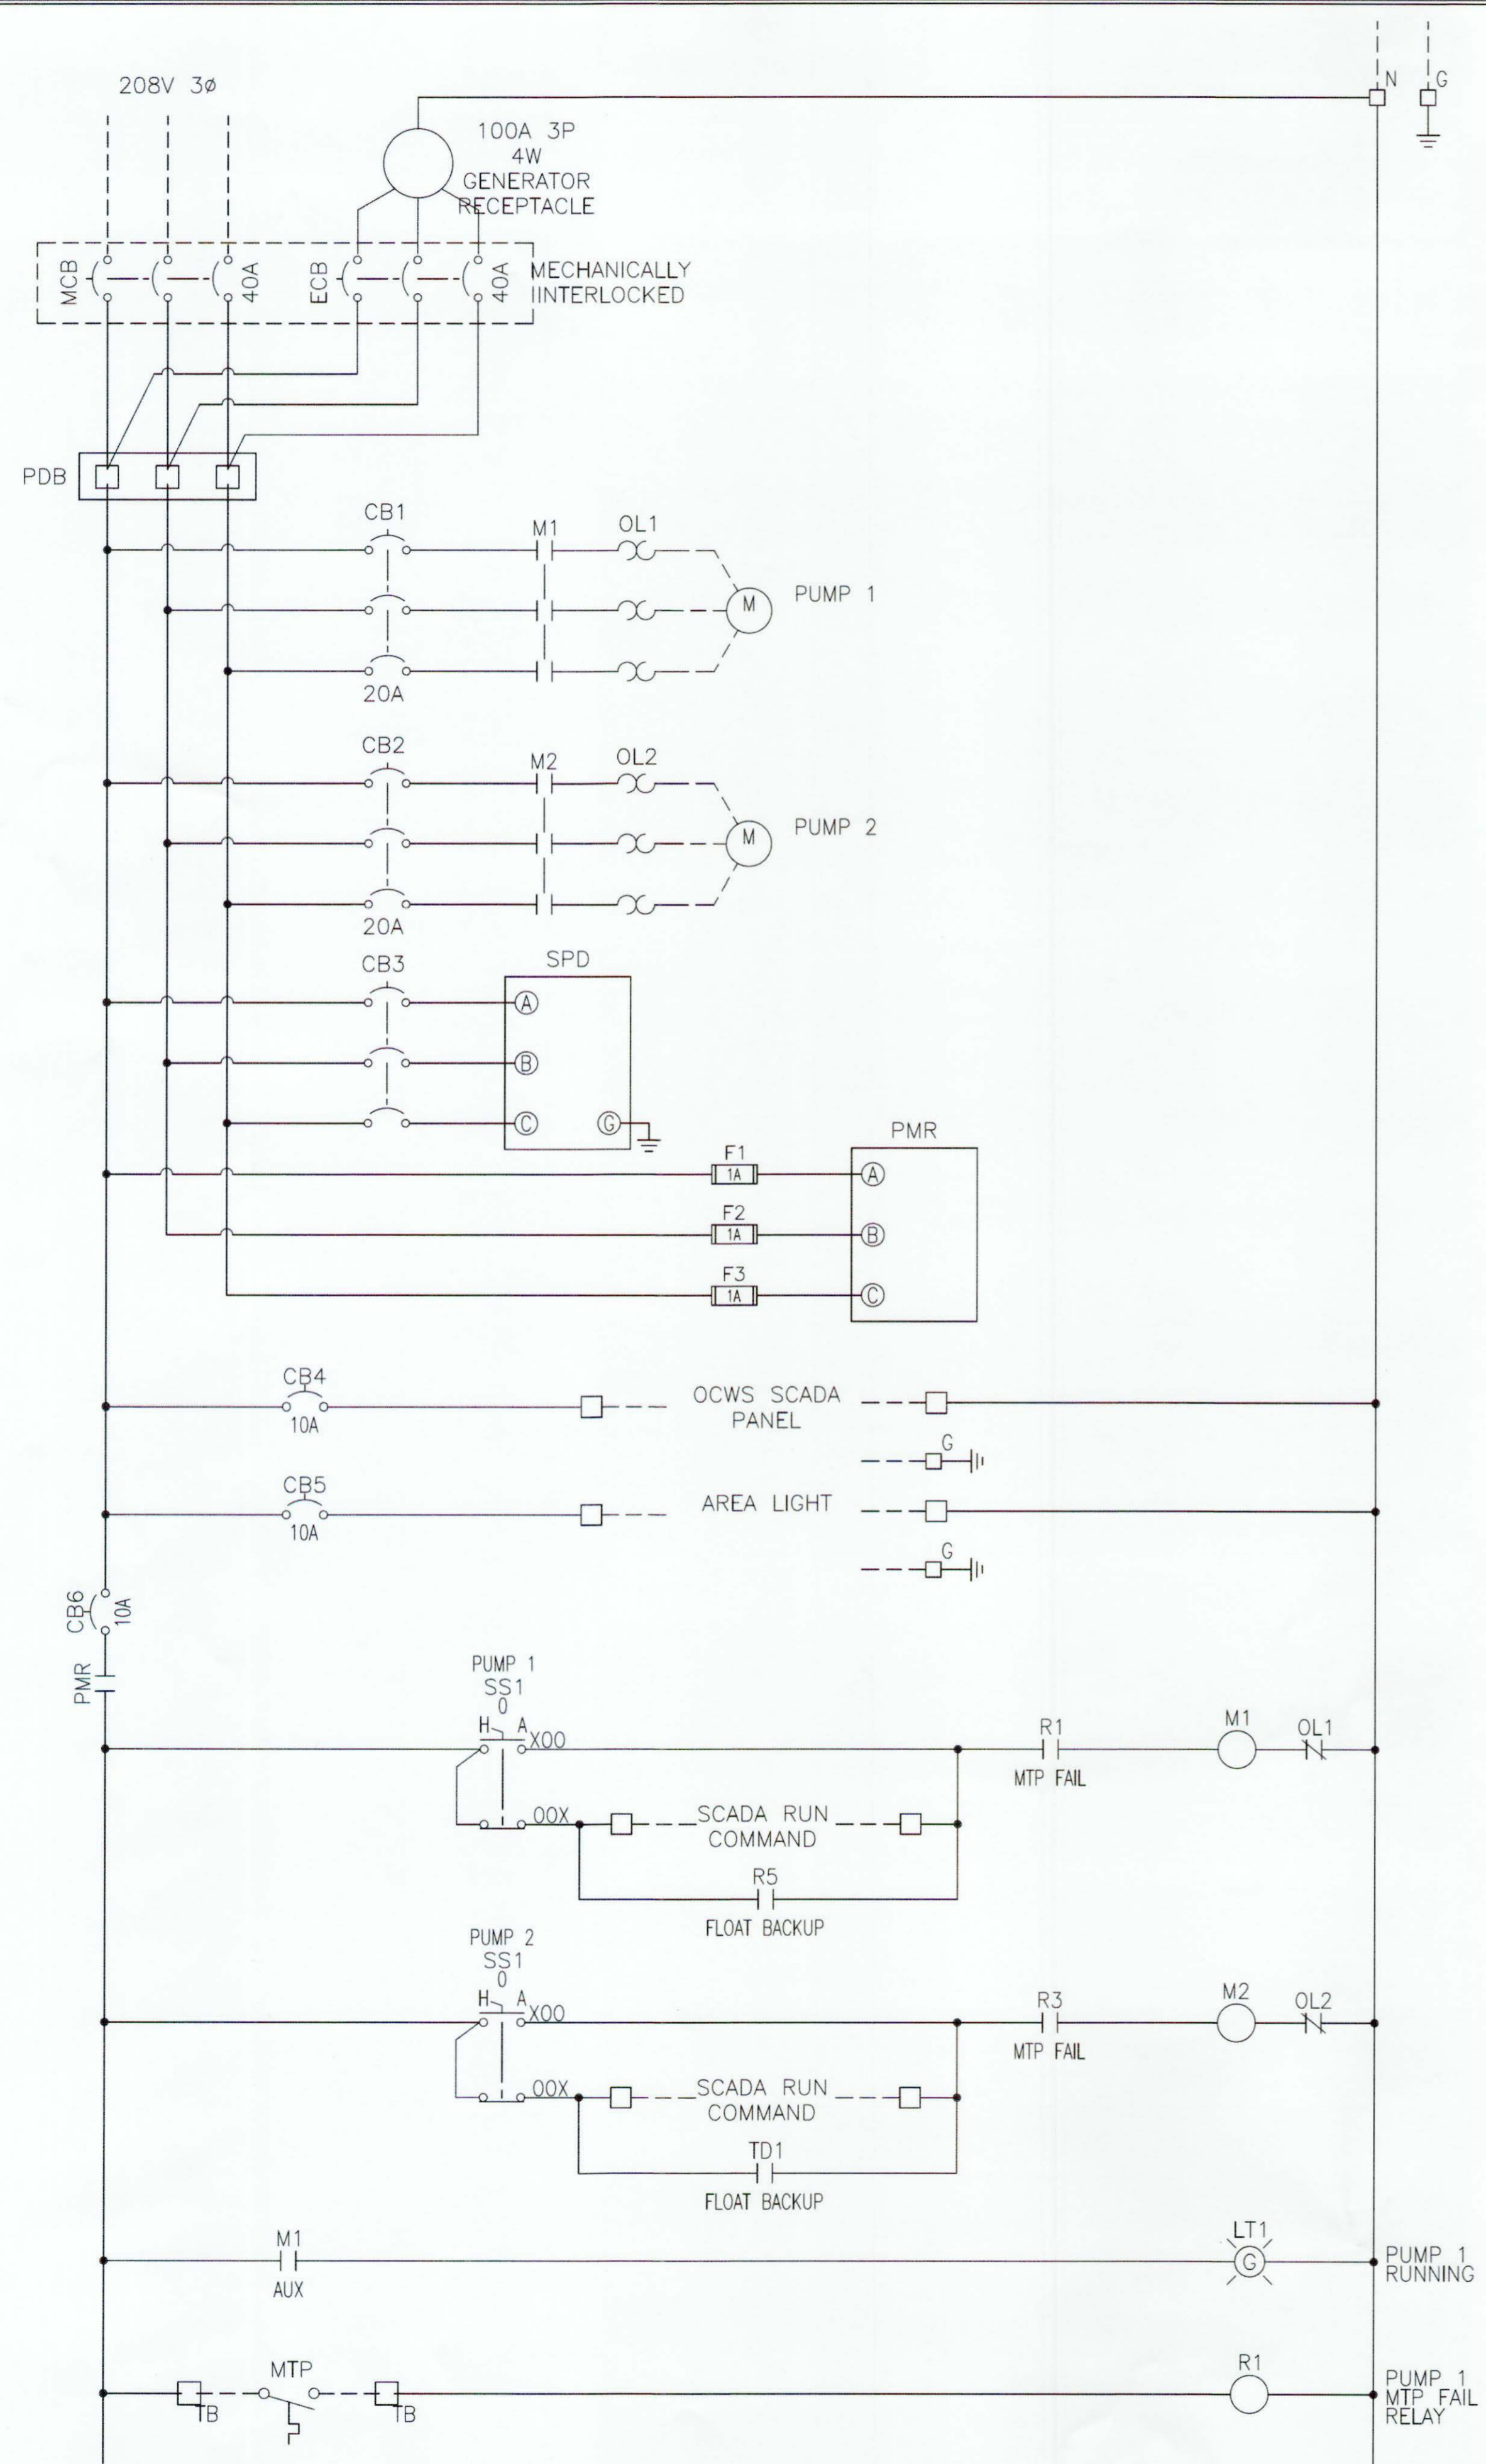 N
G
208V 3ø
100A 3P
4W
GENERATOR
RECEPTACLE
MCB
40A
ECB
40A
MECHANICALLY
IINTERLOCKED
PDB
CB1
M1
OL1
M
PUMP 1
20A
CB2
M2
OL2
M
PUMP 2
20A
CB3
SPD
A
B
C
G
PMR
F1
1A
A
F2
1A
B
F3
1A
C
CB4
10A
OCWS SCADA
PANEL
G
CB5
10A
AREA LIGHT
G
CB6
10A
PMR
PUMP 1
SS1
0
H A
X00
R1
MTP FAIL
M1
OL1
00X
SCADA RUN
COMMAND
R5
FLOAT BACKUP
PUMP 2
SS1
0
H A
X00
R3
MTP FAIL
M2
OL2
00X
SCADA RUN
COMMAND
TD1
FLOAT BACKUP
M1
AUX
LT1
G
PUMP 1
RUNNING
MTP
TB
TB
R1
PUMP 1
MTP FAIL
RELAY